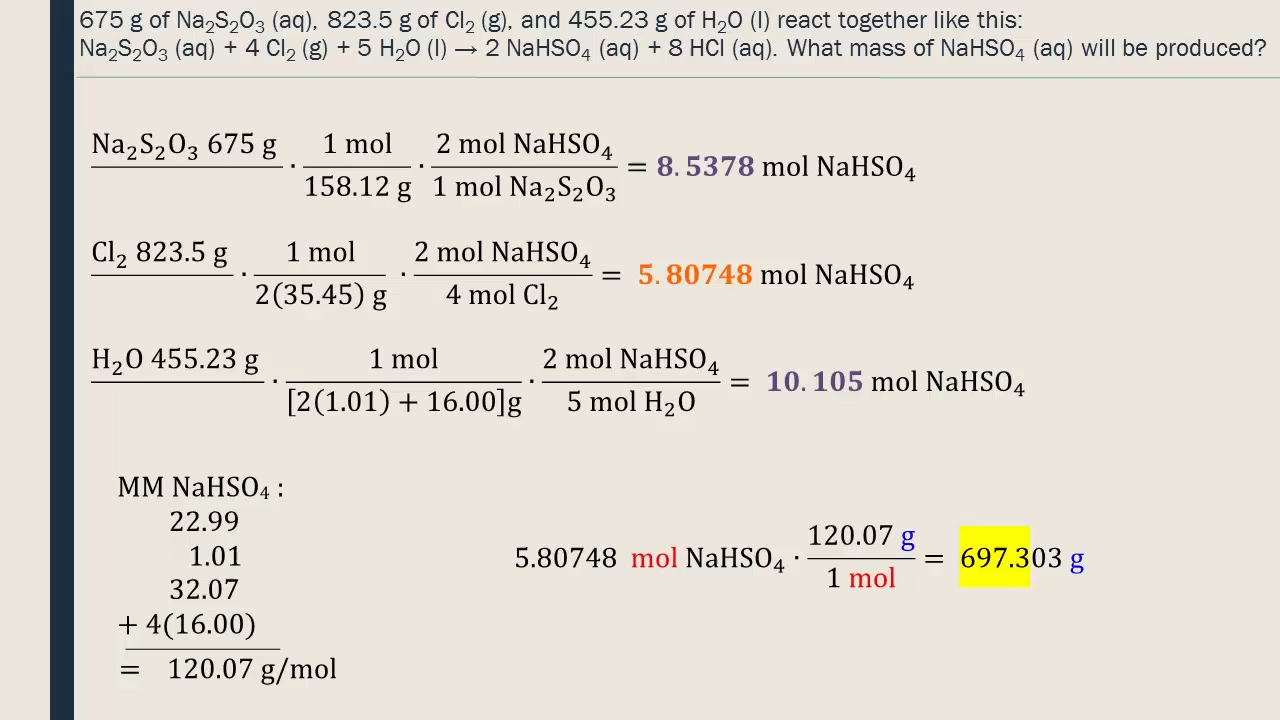 675 g of Na₂S₂O₃ (aq), 823.5 g of Cl₂ (g), and 455.23 g of H₂O (l) react together like this:
Na₂S₂O₃ (aq) + 4 Cl₂ (g) + 5 H₂O (l) → 2 NaHSO₄ (aq) + 8 HCl (aq). What mass of NaHSO₄ (aq) will be produced?
Na₂S₂O₃ 675 g · 1 mol / 158.12 g · 2 mol NaHSO₄ / 1 mol Na₂S₂O₃ = 8.5378 mol NaHSO₄
Cl₂ 823.5 g · 1 mol / 2(35.45) g · 2 mol NaHSO₄ / 4 mol Cl₂ = 5.80748 mol NaHSO₄
H₂O 455.23 g · 1 mol / [2(1.01) + 16.00]g · 2 mol NaHSO₄ / 5 mol H₂O = 10.105 mol NaHSO₄
MM NaHSO₄ :
22.99
1.01
32.07
+ 4(16.00)
= 120.07 g/mol
5.80748 mol NaHSO₄ · 120.07 g / 1 mol = 697.303 g